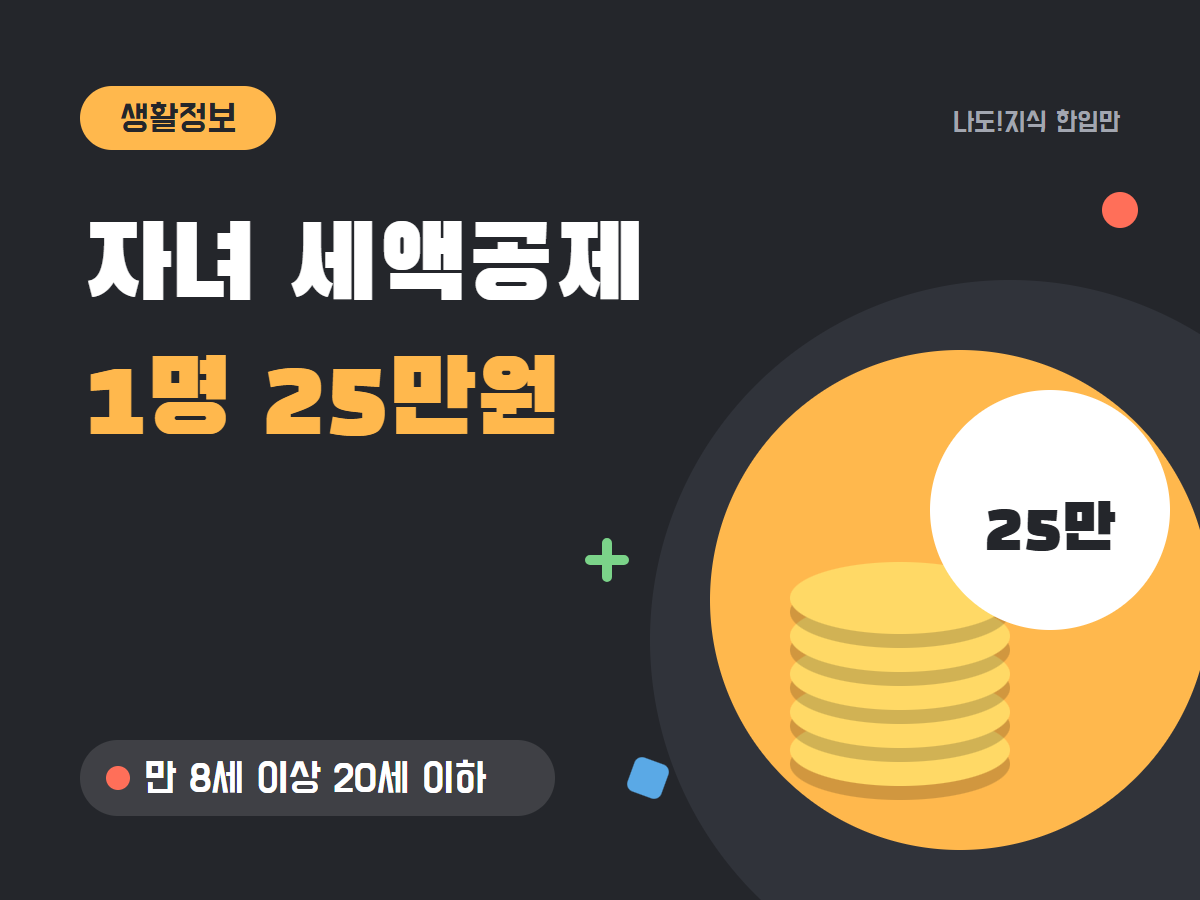 생활정보
나도!지식 한입만
자녀 세액공제
1명 25만원
25만
만 8세 이상 20세 이하